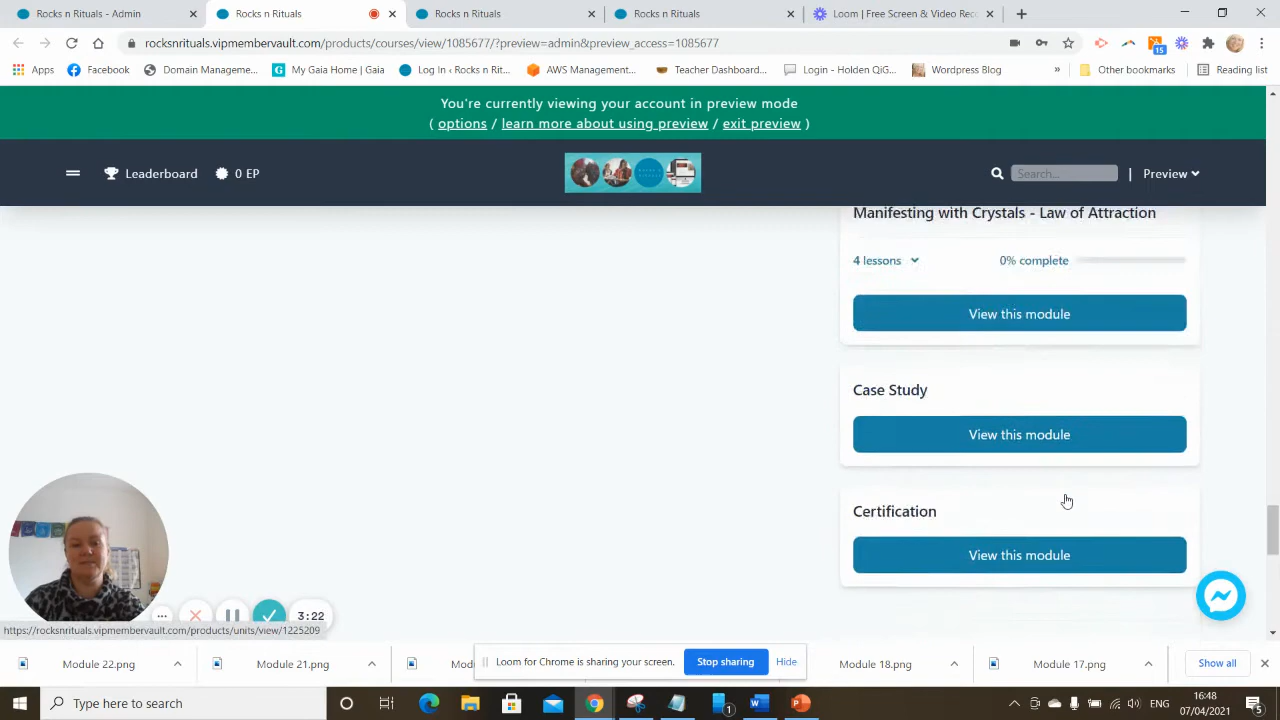 Rocks n Rituals - Admin
Rocks n Rituals
Rocks n Rituals
Rocks n Rituals
Loom | Free Screen & Video Rec
rocksnrituals.vipmembervault.com/products/courses/view/1085677/?preview=admin&preview_access=1085677
15
Apps
Facebook
Domain Manageme...
My Gaia Home | Gaia
Log In ‹ Rocks n Rit...
AWS Management...
Teacher Dashboard...
Login - Holden QiG...
Wordpress Blog
»
Other bookmarks
Reading list
You're currently viewing your account in preview mode
( options / learn more about using preview / exit preview )
Leaderboard
0 EP
Search...
|
Preview
Manifesting with Crystals - Law of Attraction
4 lessons
0% complete
View this module
Case Study
View this module
Certification
View this module
3:22
https://rocksnrituals.vipmembervault.com/products/units/view/1225209
Module 22.png
Module 21.png
Loom for Chrome is sharing your screen.
Stop sharing
Hide
Module 18.png
Module 17.png
Show all
Type here to search
1
ENG
16:48
07/04/2021
5